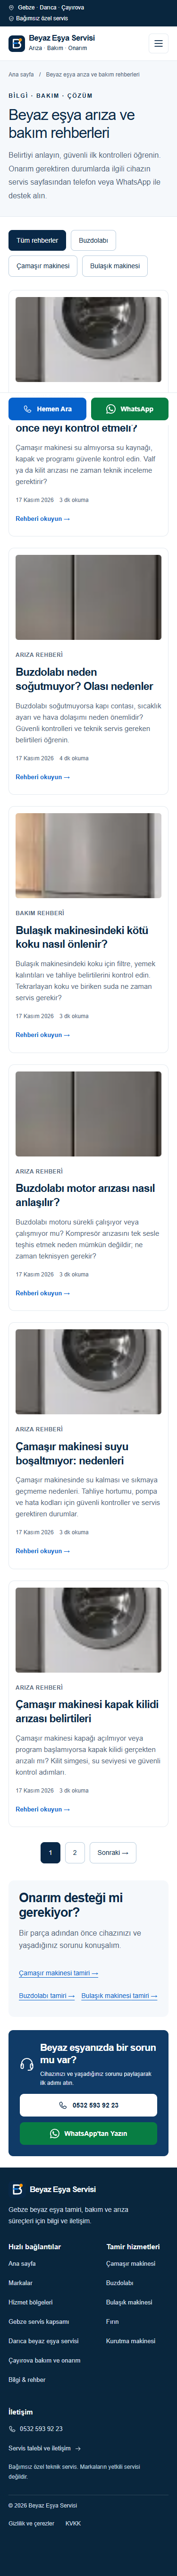 Gebze · Darıca · Çayırova
Bağımsız özel servis
Beyaz Eşya Servisi
Arıza · Bakım · Onarım
Ana sayfa / Beyaz eşya arıza ve bakım rehberleri
BİLGİ · BAKIM · ÇÖZÜM
Beyaz eşya arıza ve
bakım rehberleri
Belirtiyi anlayın, güvenli ilk kontrolleri öğrenin.
Onarım gerektiren durumlarda ilgili cihazın
servis sayfasından telefon veya WhatsApp ile
destek alın.
Tüm rehberler
Buzdolabı
Çamaşır makinesi
Bulaşık makinesi
Hemen Ara
WhatsApp
önce neyi kontrol etmeli?
Çamaşır makinesi su almıyorsa su kaynağı,
kapak ve programı güvenle kontrol edin. Valf
ya da kilit arızası ne zaman teknik inceleme
gerektirir?
17 Kasım 2026 3 dk okuma
Rehberi okuyun →
ARIZA REHBERİ
Buzdolabı neden
soğutmuyor? Olası nedenler
Buzdolabı soğutmuyorsa kapı contası, sıcaklık
ayarı ve hava dolaşımı neden önemlidir?
Güvenli kontrolleri ve teknik servis gereken
belirtileri öğrenin.
17 Kasım 2026 4 dk okuma
Rehberi okuyun →
BAKIM REHBERİ
Bulaşık makinesindeki kötü
koku nasıl önlenir?
Bulaşık makinesindeki koku için filtre, yemek
kalıntıları ve tahliye belirtilerini kontrol edin.
Tekrarlayan koku ve biriken suda ne zaman
servis gerekir?
17 Kasım 2026 3 dk okuma
Rehberi okuyun →
ARIZA REHBERİ
Buzdolabı motor arızası nasıl
anlaşılır?
Buzdolabı motoru sürekli çalışıyor veya
çalışmıyor mu? Kompresör arızasını tek sesle
teşhis etmek neden mümkün değildir; ne
zaman teknisyen gerekir?
17 Kasım 2026 3 dk okuma
Rehberi okuyun →
ARIZA REHBERİ
Çamaşır makinesi suyu
boşaltmıyor: nedenleri
Çamaşır makinesinde su kalması ve sıkmaya
geçmeme nedenleri. Tahliye hortumu, pompa
ve hata kodları için güvenli kontroller ve servis
gerektiren durumlar.
17 Kasım 2026 3 dk okuma
Rehberi okuyun →
ARIZA REHBERİ
Çamaşır makinesi kapak kilidi
arızası belirtileri
Çamaşır makinesi kapağı açılmıyor veya
program başlamıyorsa kapak kilidi gerçekten
arızalı mı? Kilit simgesi, su seviyesi ve güvenli
kontrol adımları.
17 Kasım 2026 3 dk okuma
Rehberi okuyun →
1
2
Sonraki →
Onarım desteği mi
gerekiyor?
Bir parça adından önce cihazınızı ve
yaşadığınız sorunu konuşalım.
Çamaşır makinesi tamiri →
Buzdolabı tamiri → Bulaşık makinesi tamiri →
Beyaz eşyanızda bir sorun
mu var?
Cihazınızı ve yaşadığınız sorunu paylaşarak
ilk adımı atın.
0532 593 92 23
WhatsApp'tan Yazın
Beyaz Eşya Servisi
Gebze beyaz eşya tamiri, bakım ve arıza
süreçleri için bilgi ve iletişim.
Hızlı bağlantılar
Ana sayfa
Markalar
Hizmet bölgeleri
Gebze servis kapsamı
Darıca beyaz eşya servisi
Çayırova bakım ve onarım
Bilgi & rehber
Tamir hizmetleri
Çamaşır makinesi
Buzdolabı
Bulaşık makinesi
Fırın
Kurutma makinesi
İletişim
0532 593 92 23
Servis talebi ve iletişim →
Bağımsız özel teknik servis. Markaların yetkili servisi
değildir.
© 2026 Beyaz Eşya Servisi
Gizlilik ve çerezler KVKK